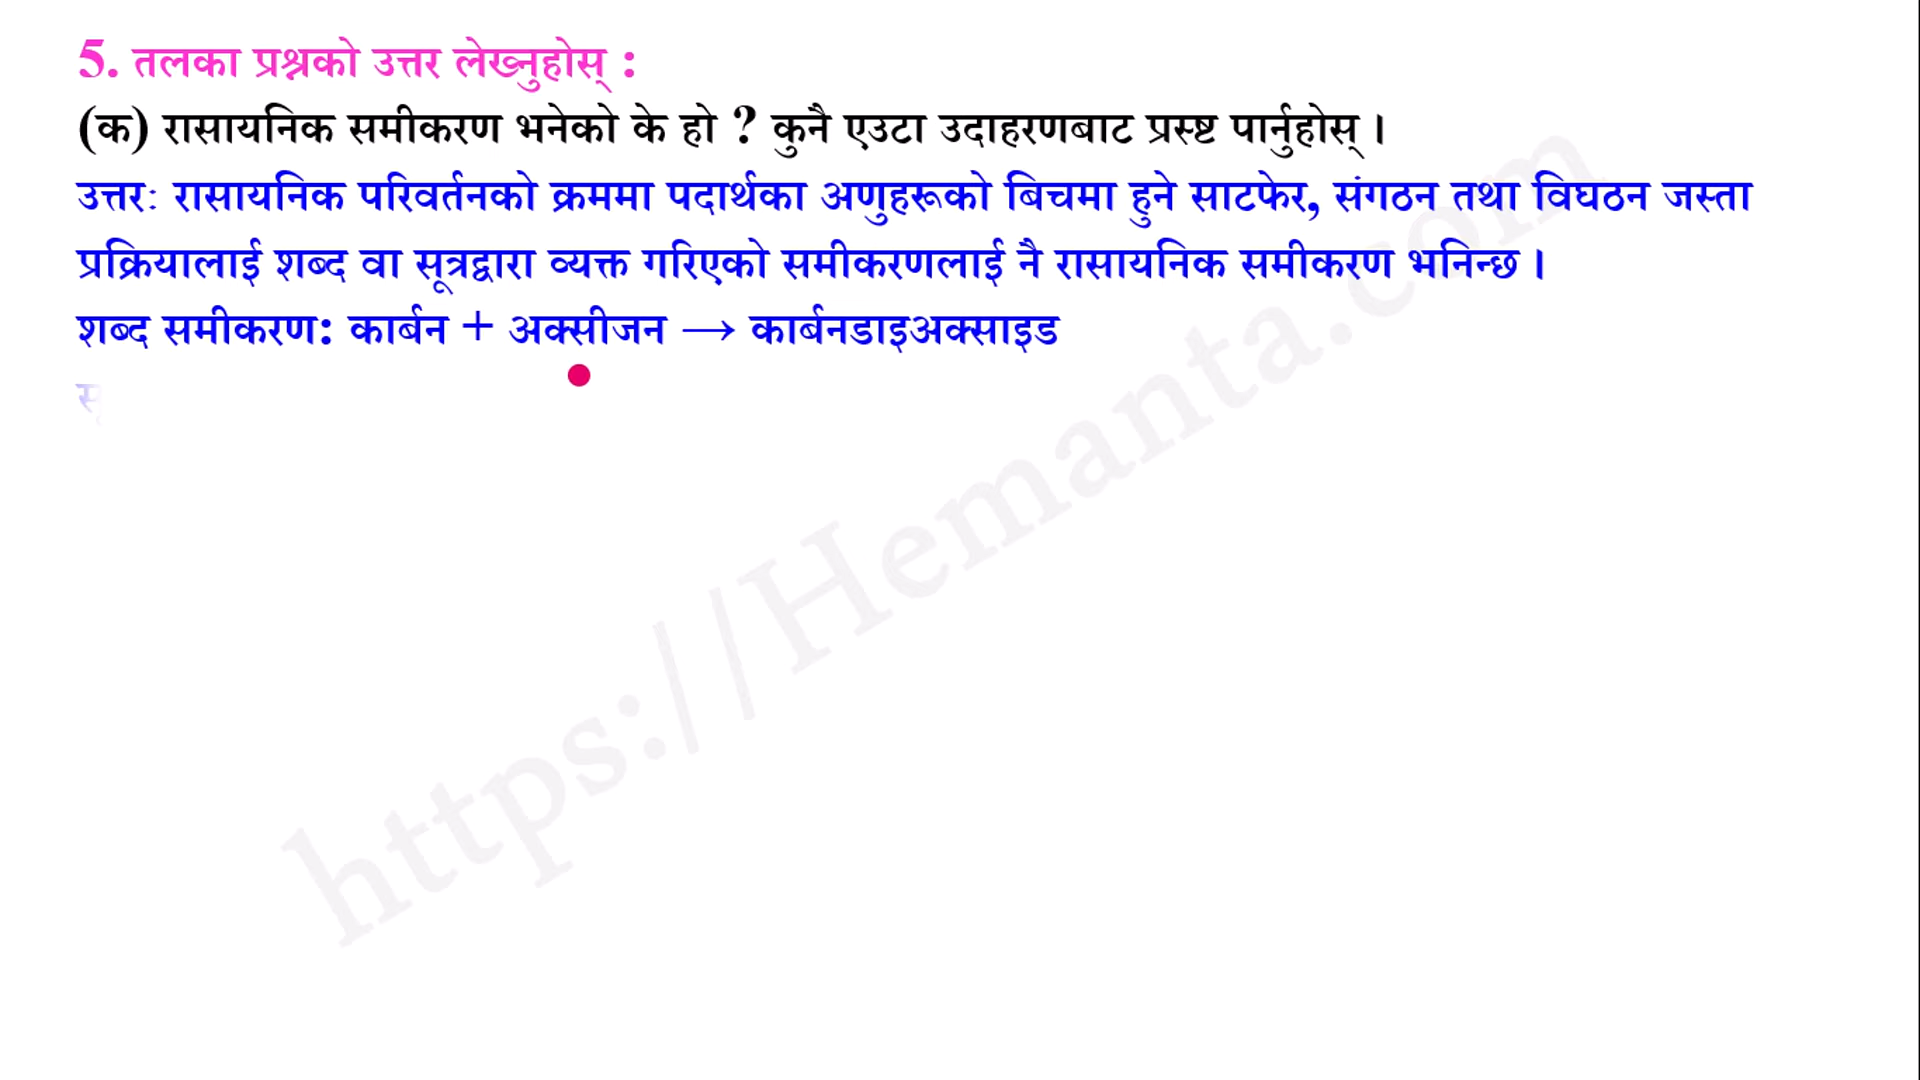 5. तलका प्रश्नको उत्तर लेख्नुहोस् :
(क) रासायनिक समीकरण भनेको के हो ? कुनै एउटा उदाहरणबाट प्रस्ष्ट पार्नुहोस् ।
उत्तरः रासायनिक परिवर्तनको क्रममा पदार्थका अणुहरूको बिचमा हुने साटफेर, संगठन तथा विघठन जस्ता
प्रक्रियालाई शब्द वा सूत्रद्वारा व्यक्त गरिएको समीकरणलाई नै रासायनिक समीकरण भनिन्छ ।
शब्द समीकरण: कार्बन + अक्सीजन → कार्बनडाइअक्साइड
https://Hemanta.com